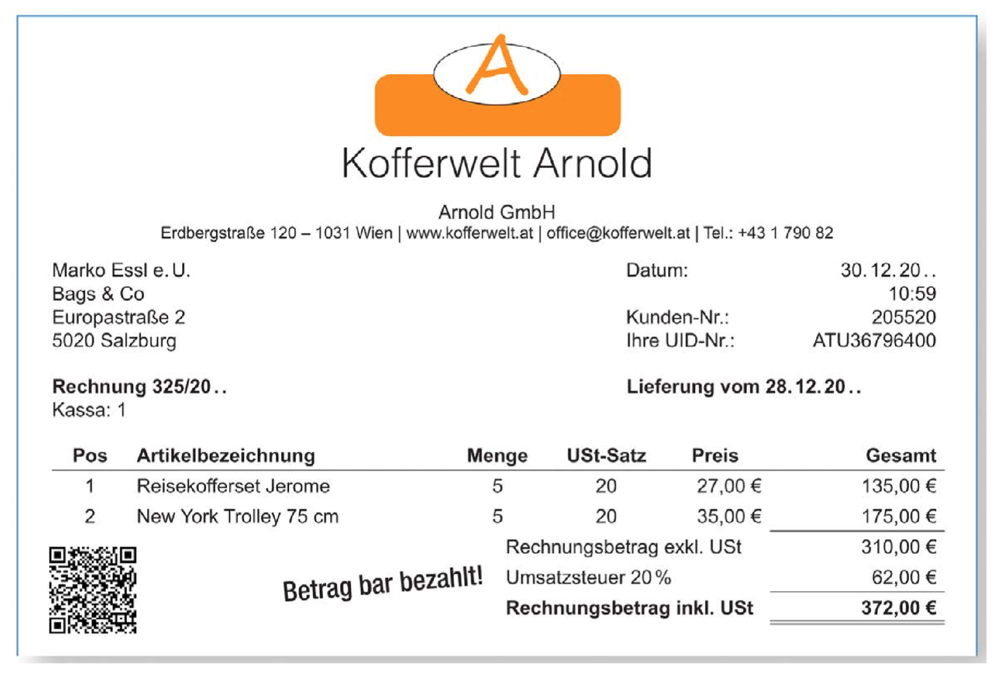 A
Kofferwelt Arnold
Arnold GmbH
Erdbergstraße 120 – 1031 Wien | www.kofferwelt.at | office@kofferwelt.at | Tel.: +43 1 790 82
Marko Essl e. U.
Bags & Co
Europastraße 2
5020 Salzburg
Datum: 30. 12. 20 . .
10:59
Kunden-Nr.: 205520
Ihre UID-Nr.: ATU36796400
Rechnung 325/20 . .
Kassa: 1
Lieferung vom 28. 12. 20 . .
Pos Artikelbezeichnung Menge USt-Satz Preis Gesamt
1 Reisekofferset Jerome 5 20 27,00 € 135,00 €
2 New York Trolley 75 cm 5 20 35,00 € 175,00 €
Rechnungsbetrag exkl. USt 310,00 €
Umsatzsteuer 20 % 62,00 €
Rechnungsbetrag inkl. USt 372,00 €
Betrag bar bezahlt!